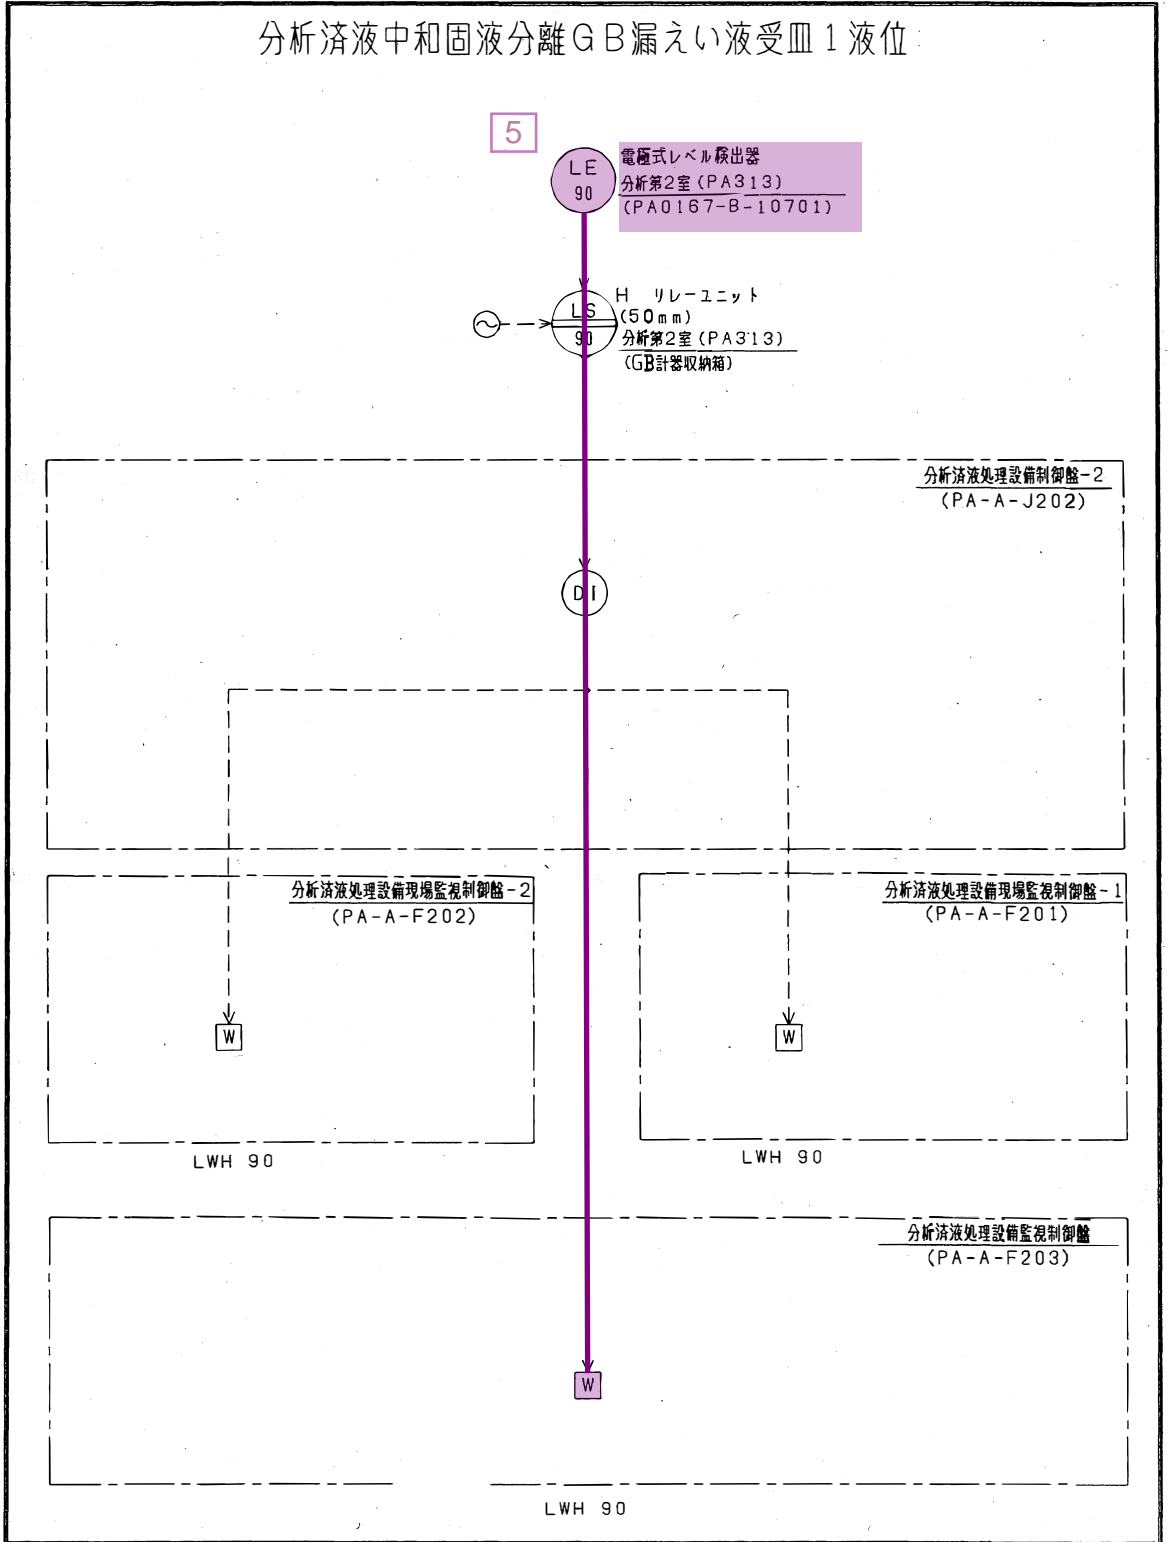 分析済液中和固液分離GB漏えい液受皿1液位
5
LE
90
電極式レベル検出器
分析第2室(PA313)
(PA0167-B-10701)
LS
90
H リレーユニット
(50mm)
分析第2室(PA313)
(GB計器収納箱)
分析済液処理設備制御盤-2
(PA-A-J202)
DI
分析済液処理設備現場監視制御盤-2
(PA-A-F202)
分析済液処理設備現場監視制御盤-1
(PA-A-F201)
W
W
LWH 90
LWH 90
分析済液処理設備監視制御盤
(PA-A-F203)
W
LWH 90